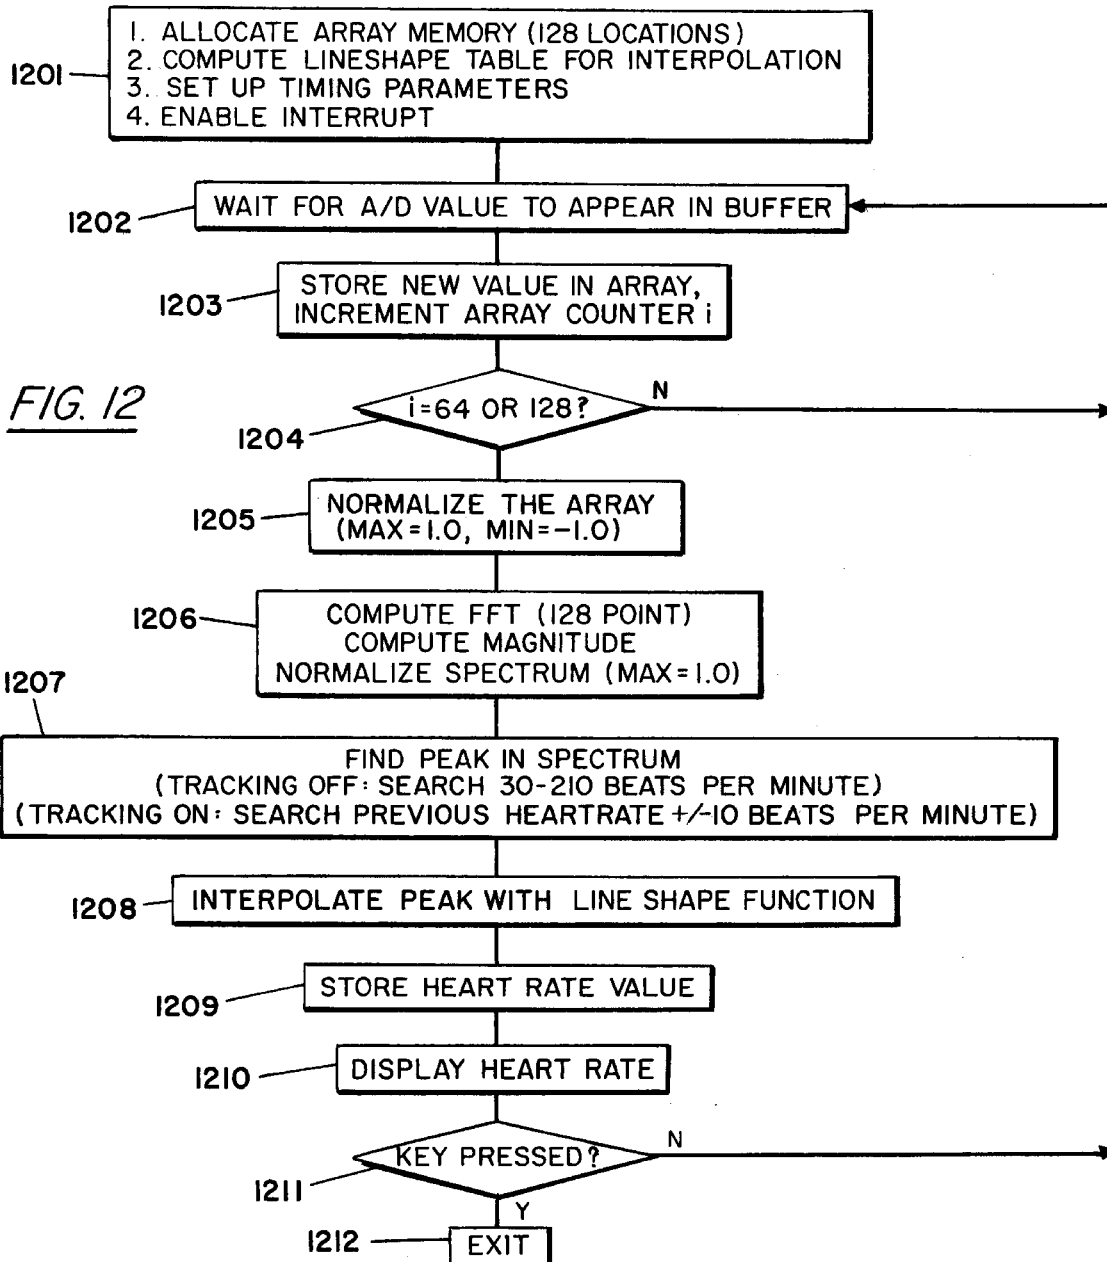 1. ALLOCATE ARRAY MEMORY (128 LOCATIONS)
2. COMPUTE LINESHAPE TABLE FOR INTERPOLATION
3. SET UP TIMING PARAMETERS
4. ENABLE INTERRUPT
1201
WAIT FOR A/D VALUE TO APPEAR IN BUFFER
1202
STORE NEW VALUE IN ARRAY,
INCREMENT ARRAY COUNTER i
1203
FIG. 12
i=64 OR 128?
N
1204
NORMALIZE THE ARRAY
(MAX=1.0, MIN=-1.0)
1205
COMPUTE FFT (128 POINT)
COMPUTE MAGNITUDE
NORMALIZE SPECTRUM (MAX=1.0)
1206
1207
FIND PEAK IN SPECTRUM
(TRACKING OFF: SEARCH 30-210 BEATS PER MINUTE)
(TRACKING ON: SEARCH PREVIOUS HEARTRATE +/-10 BEATS PER MINUTE)
INTERPOLATE PEAK WITH LINE SHAPE FUNCTION
1208
STORE HEART RATE VALUE
1209
DISPLAY HEART RATE
1210
KEY PRESSED?
N
1211
Y
EXIT
1212